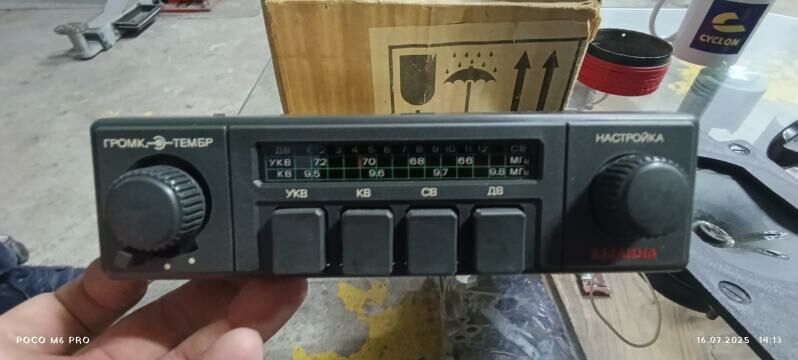 CYCLON
ГРОМК. ТЕМБР
НАСТРОЙКА
ДВ 1 2 3 4 5 6 7 8 9 10 11 12 СВ
УКВ 72 70 68 66 МГц
КВ 9,5 9,6 9,7 9,8 МГц
УКВ КВ СВ ДВ
POCO M6 PRO
16.07.2025 14:13